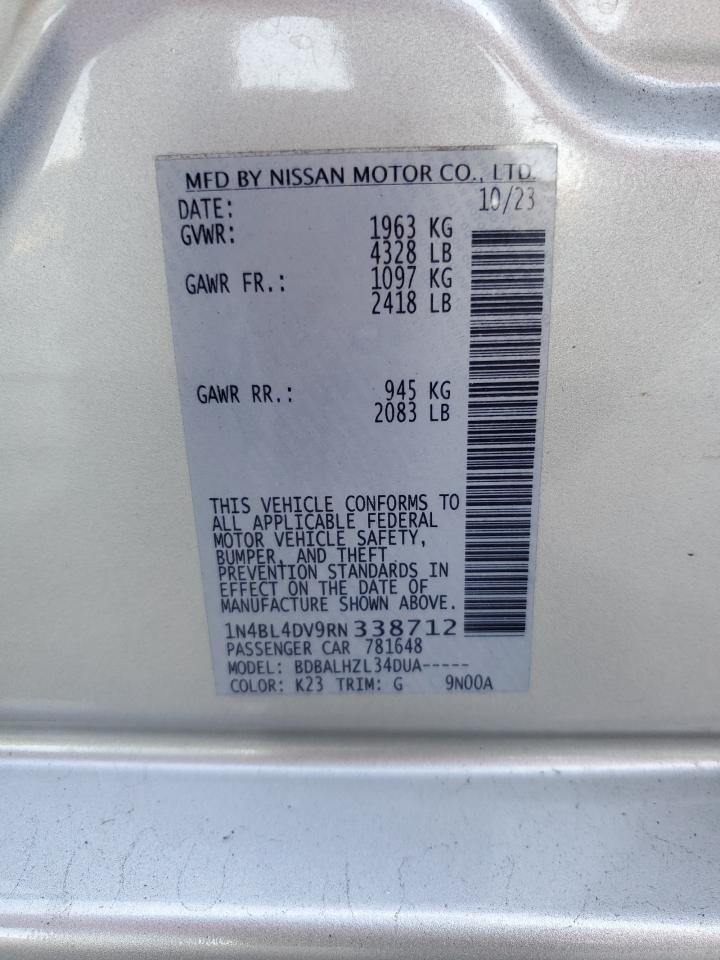 MFD BY NISSAN MOTOR CO., LTD.
DATE: 10/23
GVWR: 1963 KG
4328 LB
GAWR FR.: 1097 KG
2418 LB
GAWR RR.: 945 KG
2083 LB
THIS VEHICLE CONFORMS TO
ALL APPLICABLE FEDERAL
MOTOR VEHICLE SAFETY,
BUMPER, AND THEFT
PREVENTION STANDARDS IN
EFFECT ON THE DATE OF
MANUFACTURE SHOWN ABOVE.
1N4BL4DV9RN338712
PASSENGER CAR 781648
MODEL: BDBALHZL34DUA-----
COLOR: K23 TRIM: G 9N00A